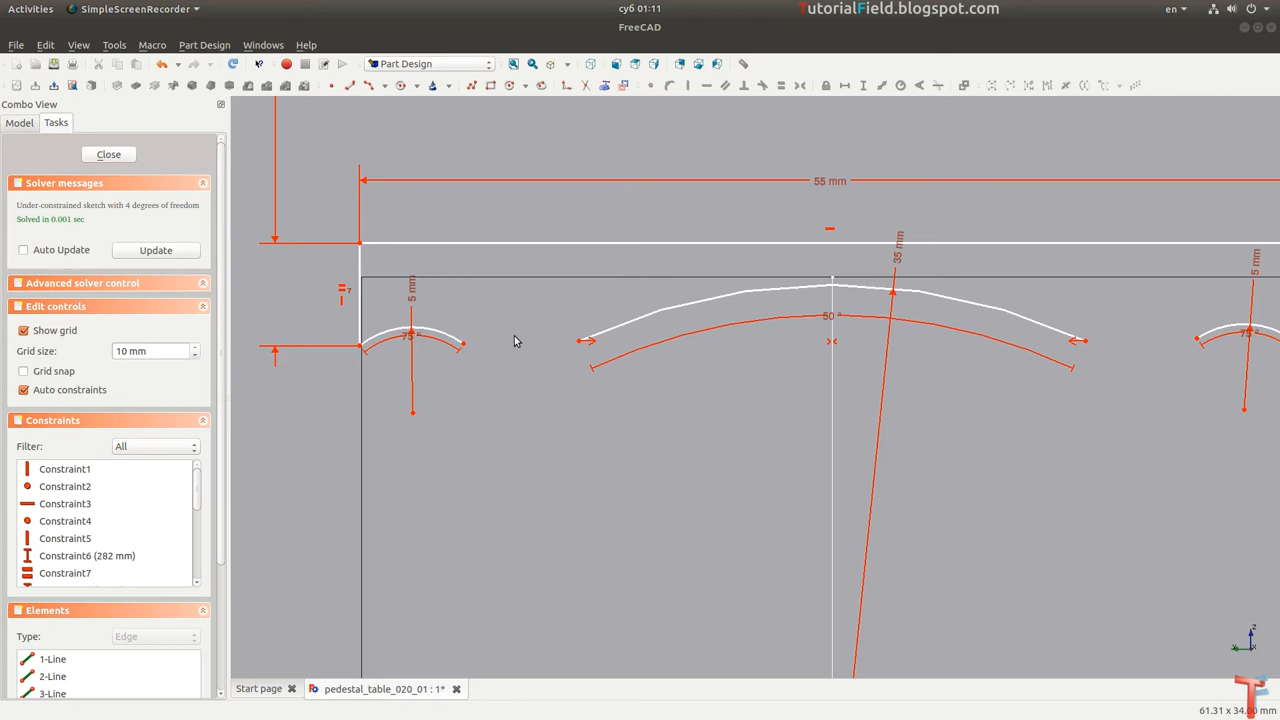 Activities SimpleScreenRecorder суб 01:11 TutorialField.blogspot.com en
FreeCAD
File Edit View Tools Macro Part Design Windows Help
Part Design
Combo View
Model Tasks
Close
Solver messages
Under-constrained sketch with 4 degrees of freedom
Solved in 0.001 sec
Auto Update Update
Advanced solver control
Edit controls
Show grid
Grid size: 10 mm
Grid snap
Auto constraints
Constraints
Filter: All
Constraint1
Constraint2
Constraint3
Constraint4
Constraint5
Constraint6 (282 mm)
Constraint7
Elements
Type: Edge
1-Line
2-Line
3-Line
55 mm
35 mm
5 mm
5 mm
7
75 °
50 °
75 °
z
x
Start page pedestal_table_020_01 : 1*
61.31 x 34.00 mm